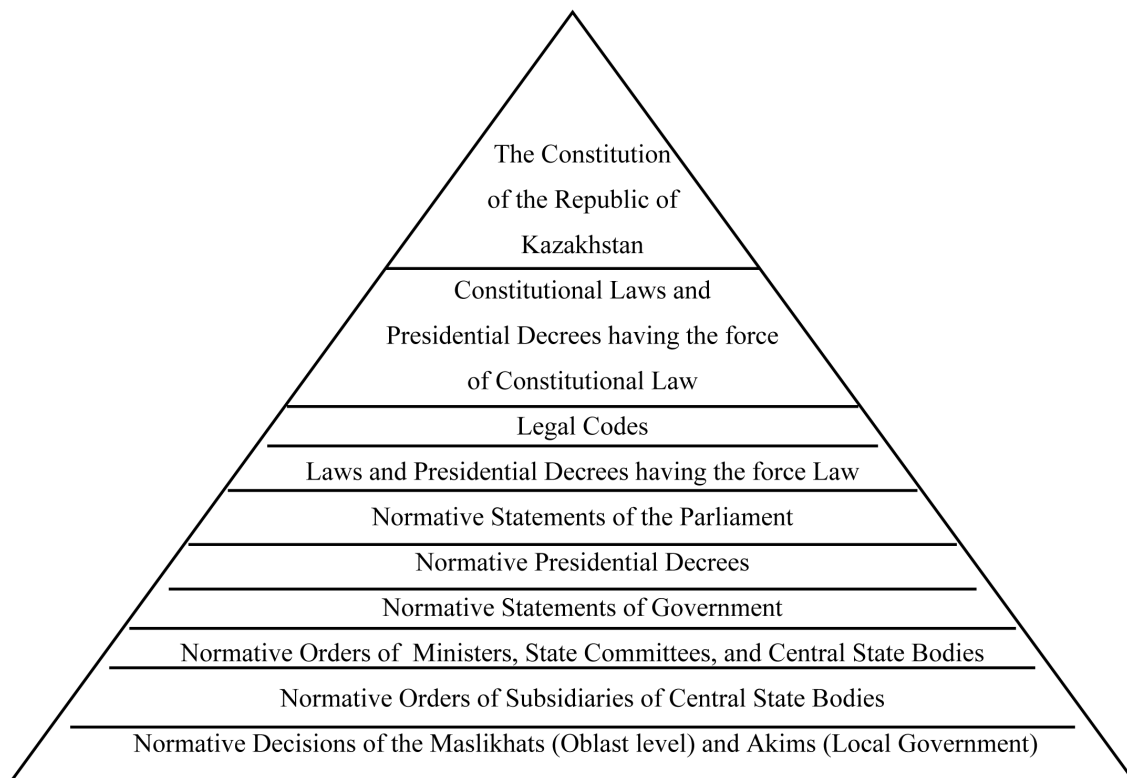 The Constitution
of the Republic of
Kazakhstan
Constitutional Laws and
Presidential Decrees having the force
of Constitutional Law
Legal Codes
Laws and Presidential Decrees having the force Law
Normative Statements of the Parliament
Normative Presidential Decrees
Normative Statements of Government
Normative Orders of  Ministers, State Committees, and Central State Bodies
Normative Orders of Subsidiaries of Central State Bodies
Normative Decisions of the Maslikhats (Oblast level) and Akims (Local Government)